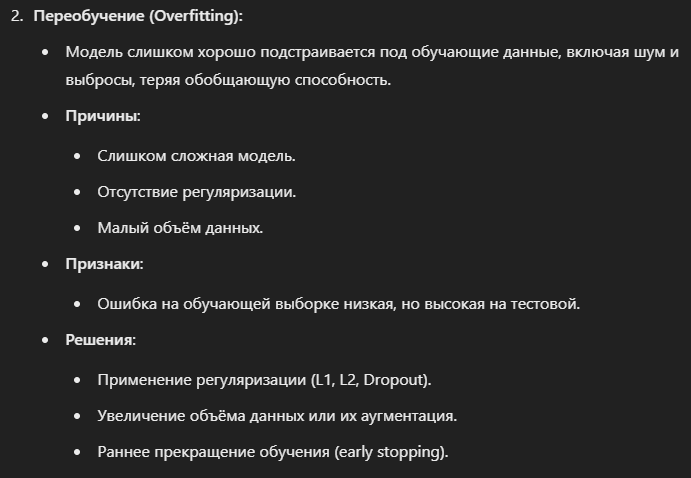 2. Переобучение (Overfitting):
• Модель слишком хорошо подстраивается под обучающие данные, включая шум и
выбросы, теряя обобщающую способность.
• Причины:
• Слишком сложная модель.
• Отсутствие регуляризации.
• Малый объём данных.
• Признаки:
• Ошибка на обучающей выборке низкая, но высокая на тестовой.
• Решения:
• Применение регуляризации (L1, L2, Dropout).
• Увеличение объёма данных или их аугментация.
• Раннее прекращение обучения (early stopping).